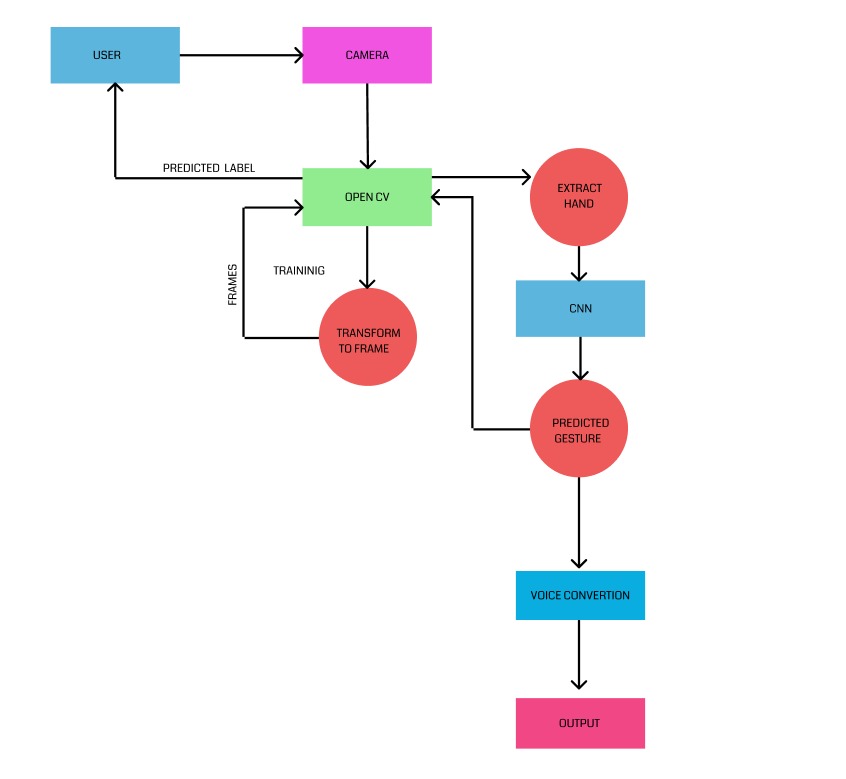 USER
CAMERA
PREDICTED LABEL
OPEN CV
EXTRACT
HAND
FRAMES
TRAININIG
CNN
TRANSFORM
TO FRAME
PREDICTED
GESTURE
VOICE CONVERTION
OUTPUT